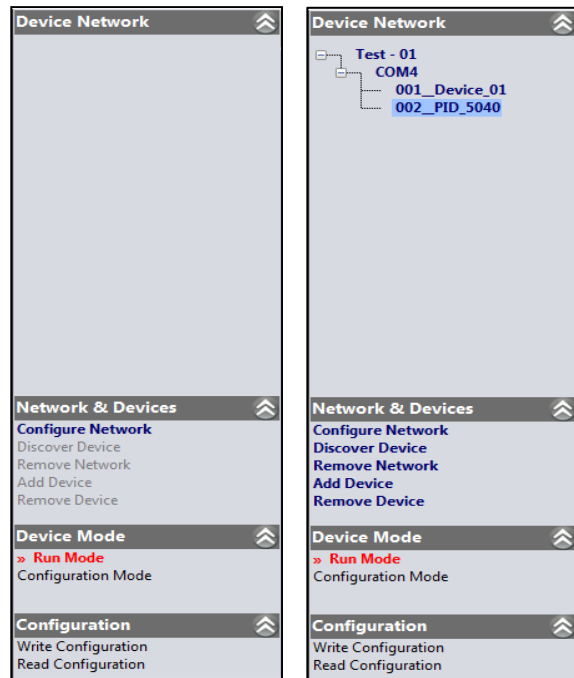 Device Network
Network & Devices
Configure Network
Discover Device
Remove Network
Add Device
Remove Device
Device Mode
» Run Mode
Configuration Mode
Configuration
Write Configuration
Read Configuration
Device Network
Test - 01
COM4
001__Device_01
002__PID_5040
Network & Devices
Configure Network
Discover Device
Remove Network
Add Device
Remove Device
Device Mode
» Run Mode
Configuration Mode
Configuration
Write Configuration
Read Configuration